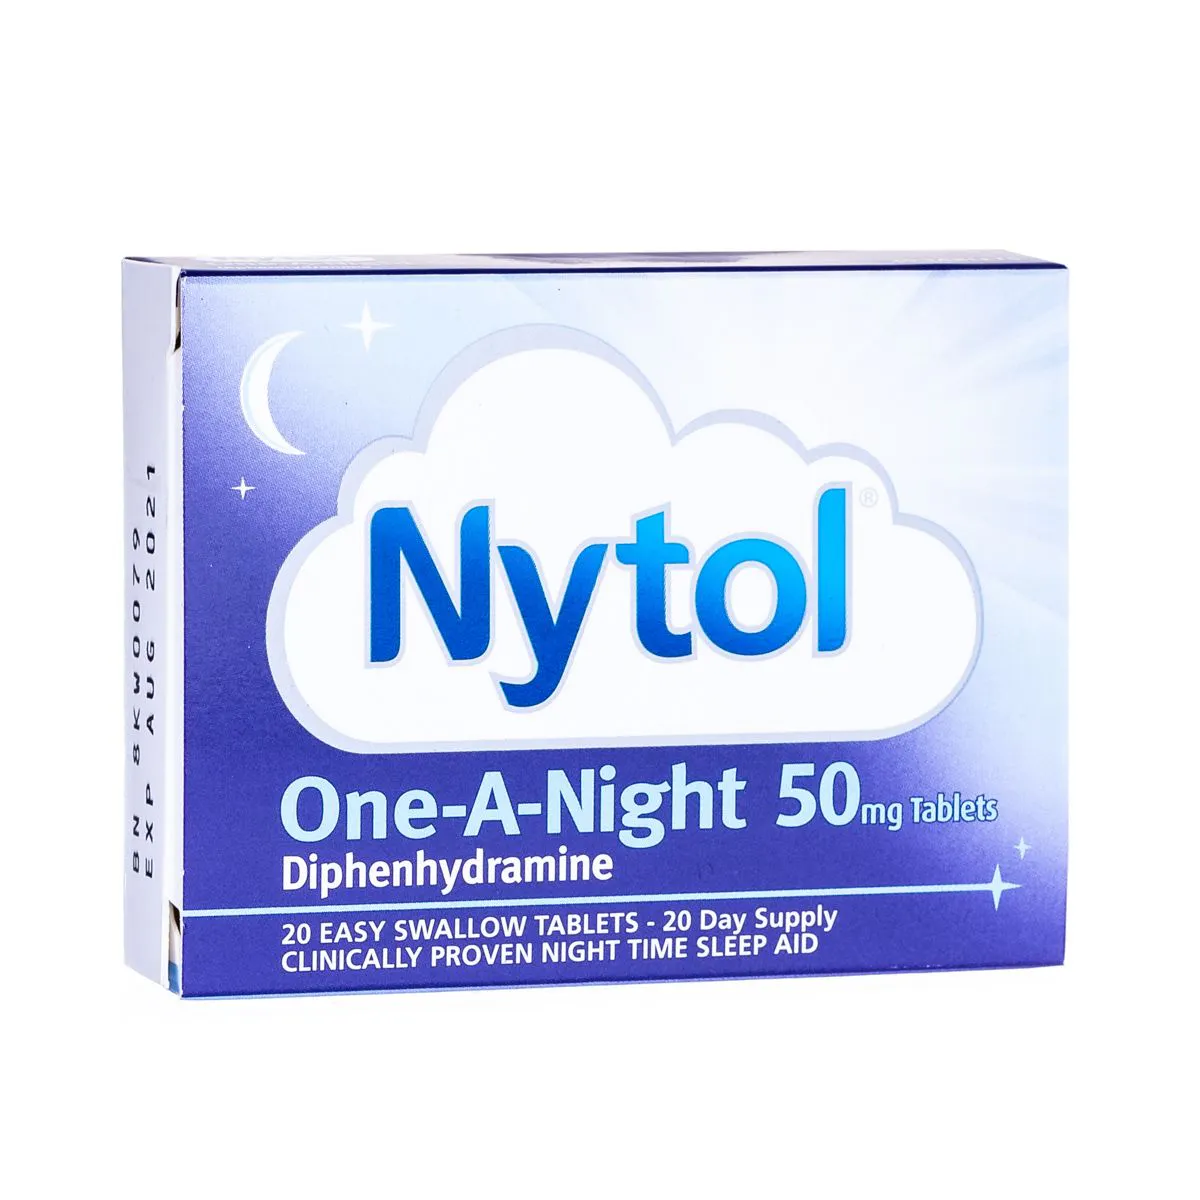 Nytol®
One-A-Night 50mg Tablets
Diphenhydramine
20 EASY SWALLOW TABLETS - 20 Day Supply
CLINICALLY PROVEN NIGHT TIME SLEEP AID
BN 8KW0079
EXP AUG 2021